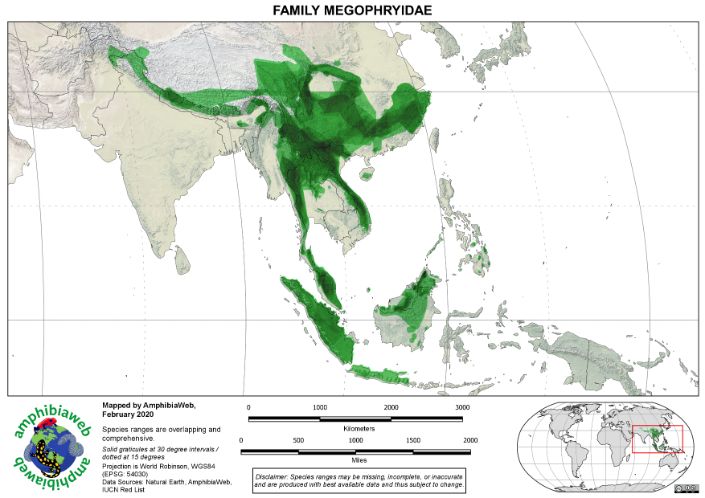 FAMILY MEGOPHRYIDAE
amphibiaweb
amphibiaweb
Mapped by AmphibiaWeb,
February 2020
Species ranges are overlapping and
comprehensive.
Solid graticules at 30 degree intervals /
dotted at 15 degrees
Projection is World Robinson, WGS84
(EPSG: 54030)
Data Sources: Natural Earth, AmphibiaWeb,
IUCN Red List
0 1000 2000 3000
Kilometers
0 500 1000 1500 2000
Miles
Disclaimer: Species ranges may be missing, incomplete, or inaccurate
and are produced with best available data and thus subject to change.